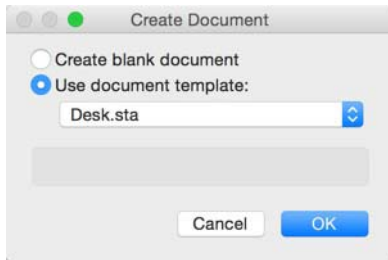 Create Document
Create blank document
Use document template:
Desk.sta
Cancel OK